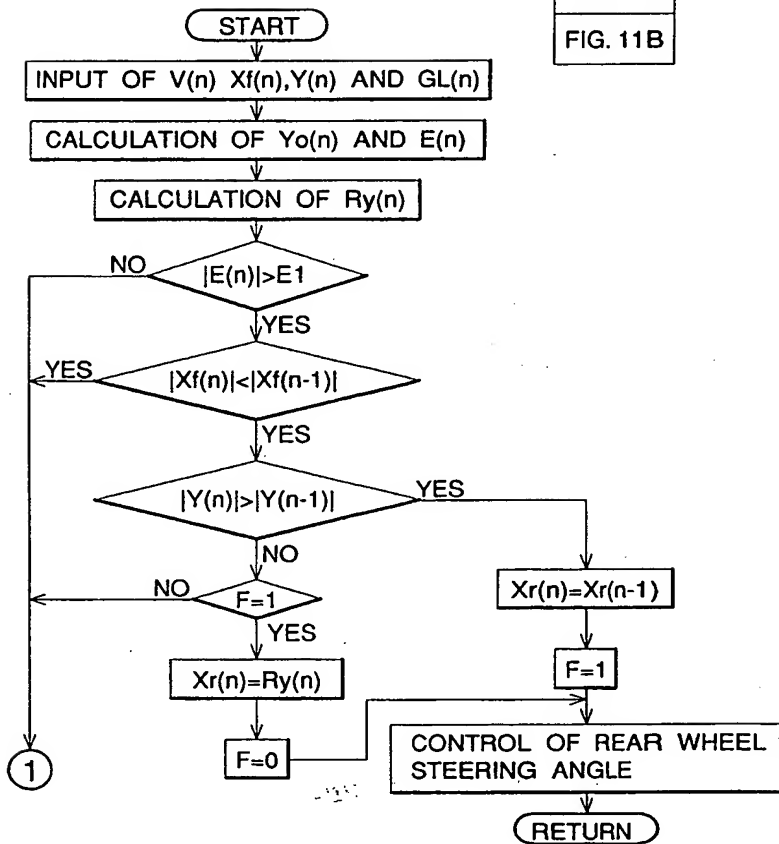 FIG. 11B
START
INPUT OF V(n) Xf(n),Y(n) AND GL(n)
CALCULATION OF Yo(n) AND E(n)
CALCULATION OF Ry(n)
NO
|E(n)|>E1
YES
YES
|Xf(n)|<|Xf(n-1)|
YES
|Y(n)|>|Y(n-1)|
YES
NO
NO
F=1
Xr(n)=Xr(n-1)
YES
Xr(n)=Ry(n)
F=1
F=0
CONTROL OF REAR WHEEL
STEERING ANGLE
1
RETURN